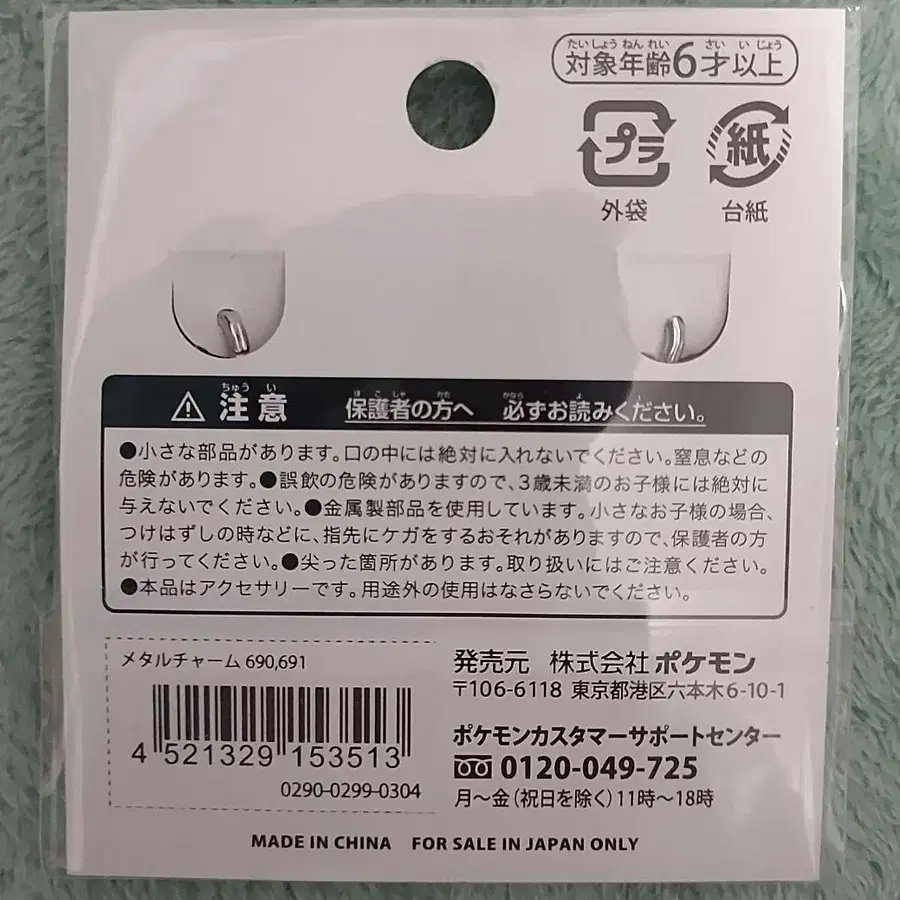 たいしょうねんれい さい いじょう
対象年齢6才以上
プラ 紙
外袋 台紙
ちゅうい ほごしゃ かた かなら よ
⚠注意 保護者の方へ 必ずお読みください。
●小さな部品があります。口の中には絶対に入れないでください。窒息などの
危険があります。●誤飲の危険がありますので、3歳未満のお子様には絶対に
与えないでください。●金属製部品を使用しています。小さなお子様の場合、
つけはずしの時などに、指先にケガをするおそれがありますので、保護者の方
が行ってください。●尖った箇所があります。取り扱いにはご注意ください。
●本品はアクセサリーです。用途外の使用はなさらないでください。
メタルチャーム 690,691
4 521329 153513
0290-0299-0304
発売元 株式会社 ポケモン
〒106-6118 東京都港区六本木6-10-1
ポケモンカスタマーサポートセンター
0120-049-725
月～金(祝日を除く)11時～18時
MADE IN CHINA FOR SALE IN JAPAN ONLY